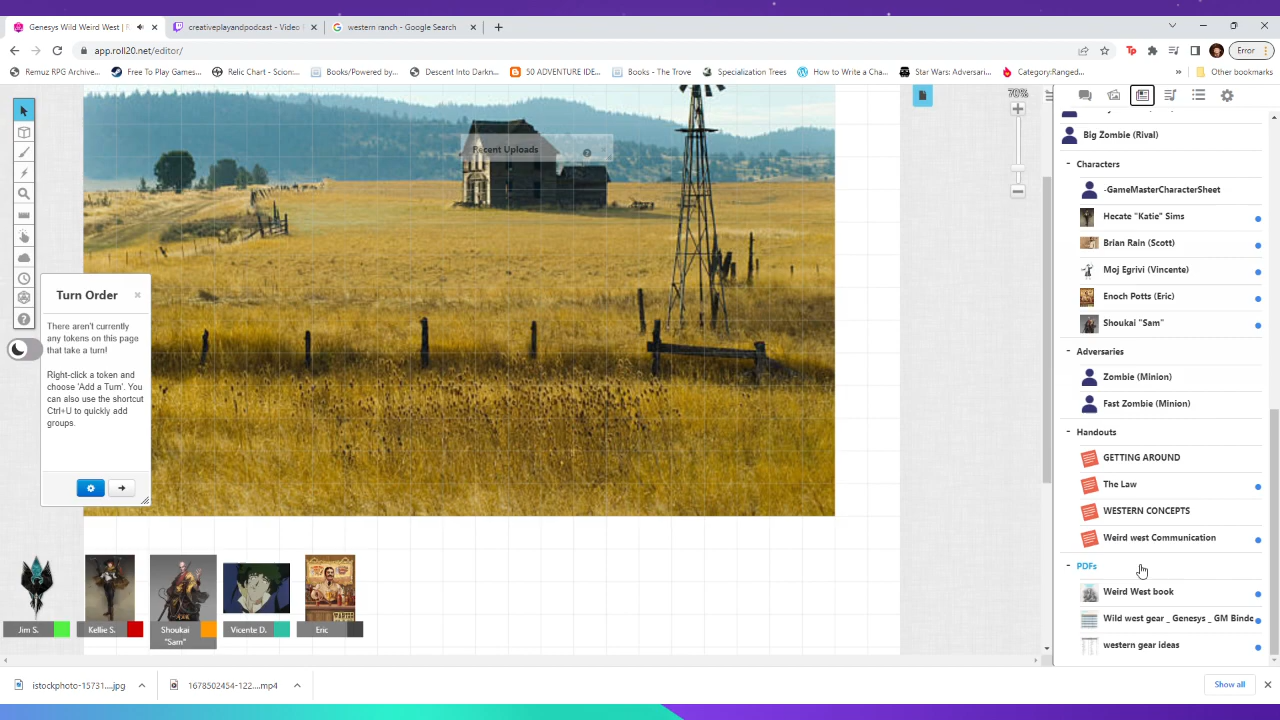 Genesys Wild Weird West | R
creativeplayandpodcast - Video
western ranch - Google Search
app.roll20.net/editor/
Error
Remuz RPG Archive...
Free To Play Games...
Relic Chart - Scion:...
Books/Powered by...
Descent Into Darkn...
50 ADVENTURE IDE...
Books - The Trove
Specialization Trees
How to Write a Cha...
Star Wars: Adversari...
Category:Ranged...
Other bookmarks
70%
Big Zombie (Rival)
Recent Uploads
Characters
-GameMasterCharacterSheet
Hecate "Katie" Sims
Brian Rain (Scott)
Moj Egrivi (Vincente)
Enoch Potts (Eric)
Shoukai "Sam"
Adversaries
Zombie (Minion)
Fast Zombie (Minion)
Handouts
GETTING AROUND
The Law
WESTERN CONCEPTS
Weird west Communication
PDFs
Weird West book
Wild west gear _ Genesys _ GM Binde
western gear ideas
Turn Order
There aren't currently
any tokens on this page
that take a turn!
Right-click a token and
choose 'Add a Turn'. You
can also use the shortcut
Ctrl+U to quickly add
groups.
Jim S.
Kellie S.
Shoukai
"Sam"
Vicente D.
Eric
istockphoto-15731....jpg
1678502454-122....mp4
Show all